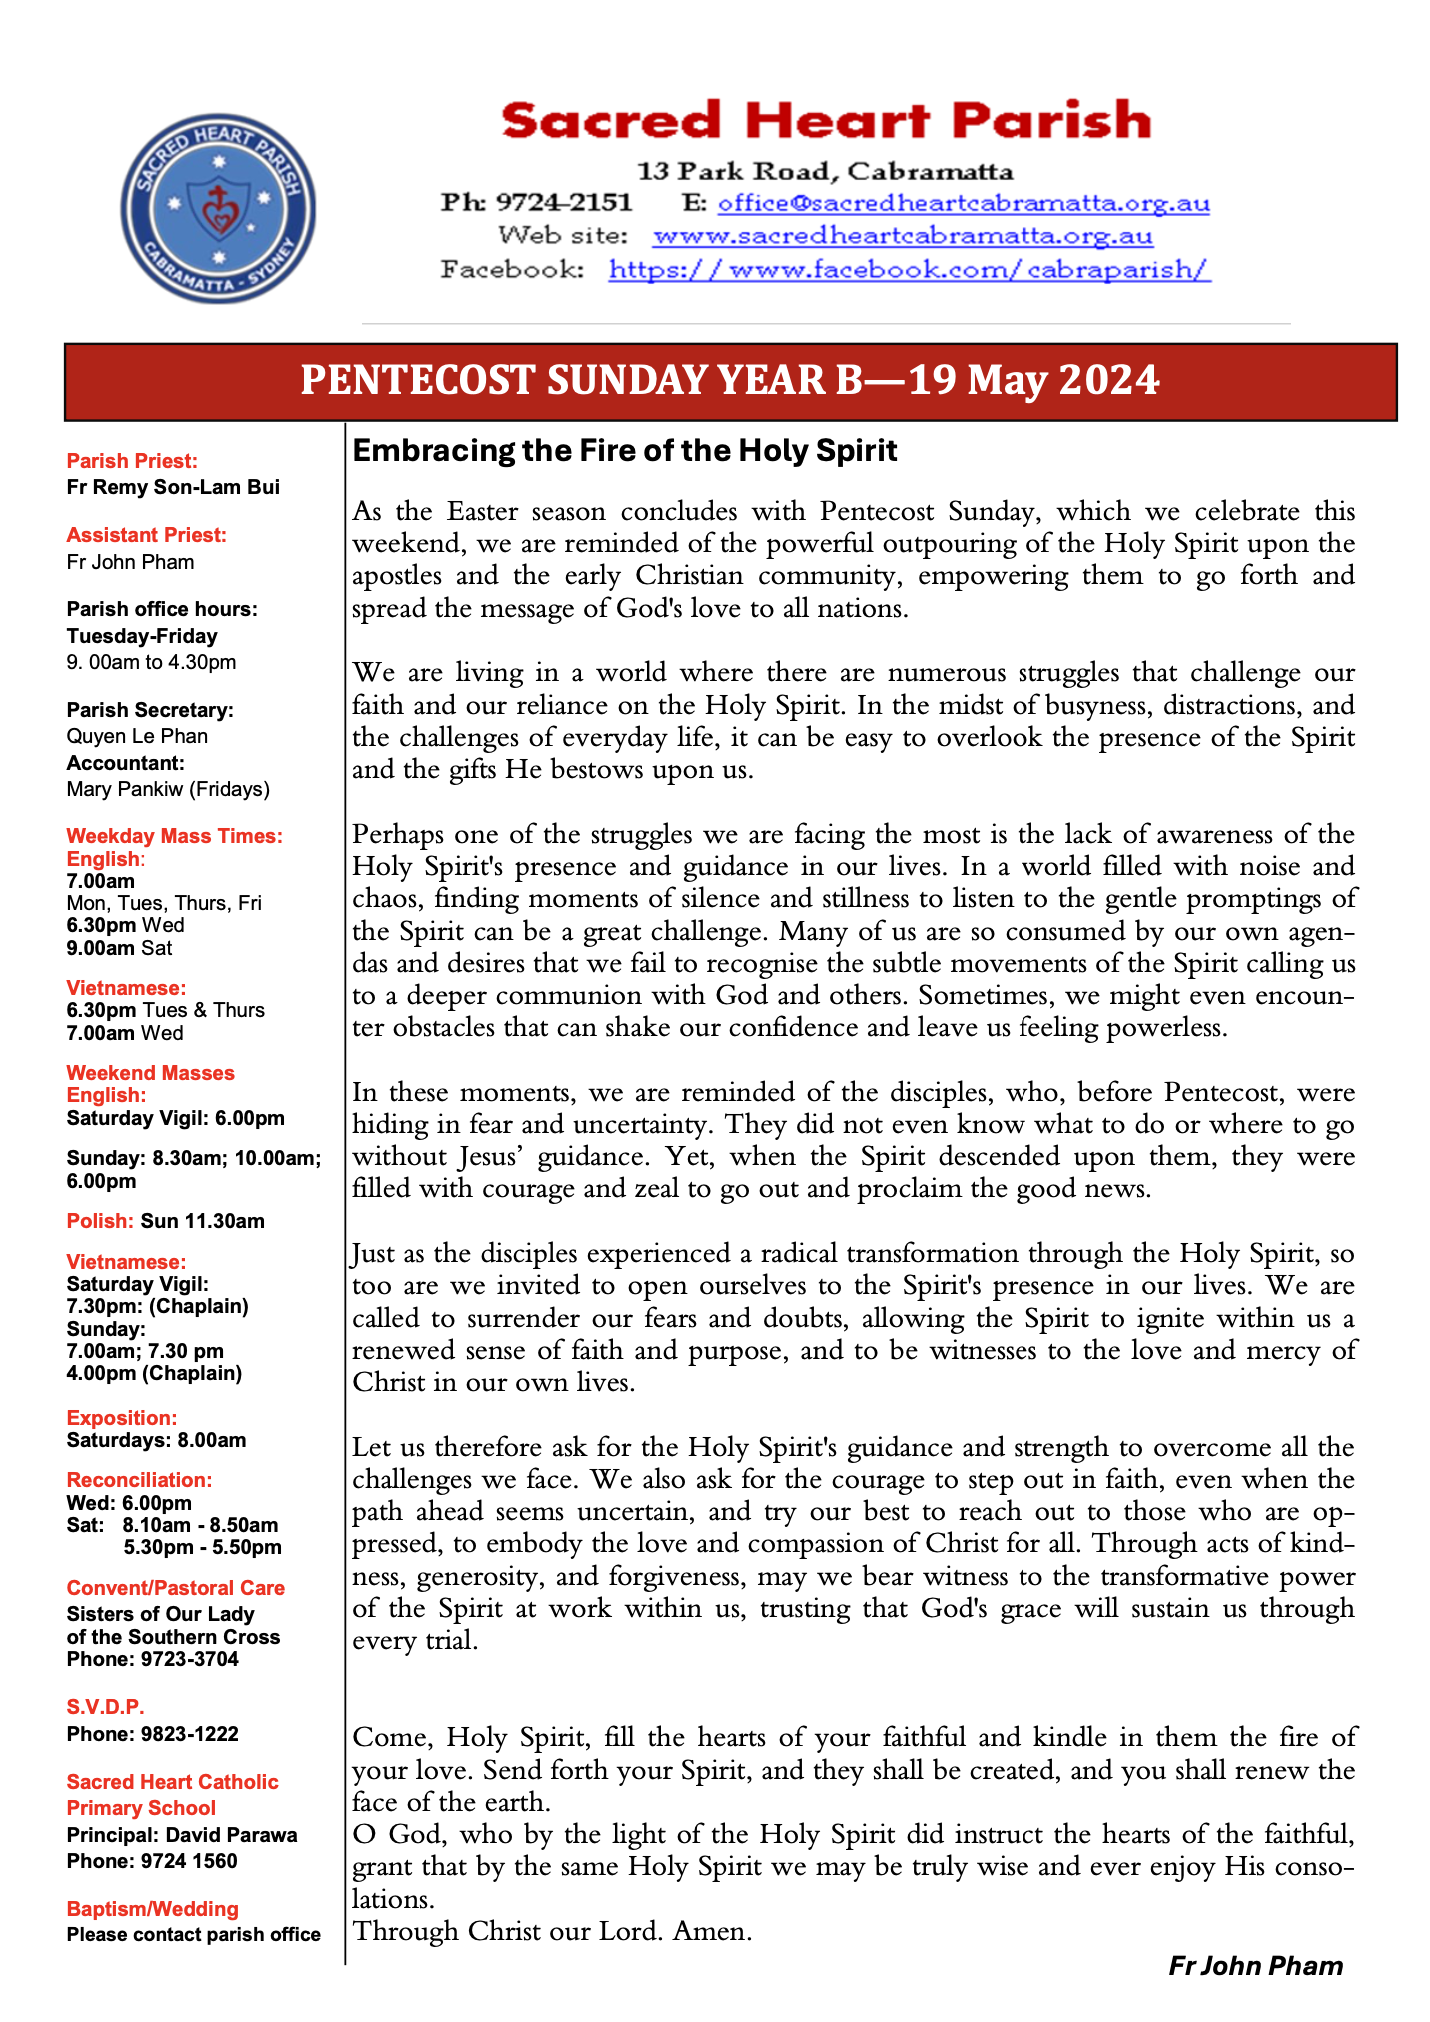 SACRED HEART PARISH
CABRAMATTA - SYDNEY
Sacred Heart Parish
13 Park Road, Cabramatta
Ph: 9724-2151 E: office@sacredheartcabramatta.org.au
Web site: www.sacredheartcabramatta.org.au
Facebook: https://www.facebook.com/cabraparish/
PENTECOST SUNDAY YEAR B—19 May 2024
Parish Priest:
Fr Remy Son-Lam Bui
Assistant Priest:
Fr John Pham
Parish office hours:
Tuesday-Friday
9. 00am to 4.30pm
Parish Secretary:
Quyen Le Phan
Accountant:
Mary Pankiw (Fridays)
Weekday Mass Times:
English:
7.00am
Mon, Tues, Thurs, Fri
6.30pm Wed
9.00am Sat
Vietnamese:
6.30pm Tues & Thurs
7.00am Wed
Weekend Masses
English:
Saturday Vigil: 6.00pm
Sunday: 8.30am; 10.00am;
6.00pm
Polish: Sun 11.30am
Vietnamese:
Saturday Vigil:
7.30pm: (Chaplain)
Sunday:
7.00am; 7.30 pm
4.00pm (Chaplain)
Exposition:
Saturdays: 8.00am
Reconciliation:
Wed: 6.00pm
Sat: 8.10am - 8.50am
5.30pm - 5.50pm
Convent/Pastoral Care
Sisters of Our Lady
of the Southern Cross
Phone: 9723-3704
S.V.D.P.
Phone: 9823-1222
Sacred Heart Catholic
Primary School
Principal: David Parawa
Phone: 9724 1560
Baptism/Wedding
Please contact parish office
Embracing the Fire of the Holy Spirit
As the Easter season concludes with Pentecost Sunday, which we celebrate this
weekend, we are reminded of the powerful outpouring of the Holy Spirit upon the
apostles and the early Christian community, empowering them to go forth and
spread the message of God's love to all nations.
We are living in a world where there are numerous struggles that challenge our
faith and our reliance on the Holy Spirit. In the midst of busyness, distractions, and
the challenges of everyday life, it can be easy to overlook the presence of the Spirit
and the gifts He bestows upon us.
Perhaps one of the struggles we are facing the most is the lack of awareness of the
Holy Spirit's presence and guidance in our lives. In a world filled with noise and
chaos, finding moments of silence and stillness to listen to the gentle promptings of
the Spirit can be a great challenge. Many of us are so consumed by our own agen-
das and desires that we fail to recognise the subtle movements of the Spirit calling us
to a deeper communion with God and others. Sometimes, we might even encoun-
ter obstacles that can shake our confidence and leave us feeling powerless.
In these moments, we are reminded of the disciples, who, before Pentecost, were
hiding in fear and uncertainty. They did not even know what to do or where to go
without Jesus’ guidance. Yet, when the Spirit descended upon them, they were
filled with courage and zeal to go out and proclaim the good news.
Just as the disciples experienced a radical transformation through the Holy Spirit, so
too are we invited to open ourselves to the Spirit's presence in our lives. We are
called to surrender our fears and doubts, allowing the Spirit to ignite within us a
renewed sense of faith and purpose, and to be witnesses to the love and mercy of
Christ in our own lives.
Let us therefore ask for the Holy Spirit's guidance and strength to overcome all the
challenges we face. We also ask for the courage to step out in faith, even when the
path ahead seems uncertain, and try our best to reach out to those who are op-
pressed, to embody the love and compassion of Christ for all. Through acts of kind-
ness, generosity, and forgiveness, may we bear witness to the transformative power
of the Spirit at work within us, trusting that God's grace will sustain us through
every trial.
Come, Holy Spirit, fill the hearts of your faithful and kindle in them the fire of
your love. Send forth your Spirit, and they shall be created, and you shall renew the
face of the earth.
O God, who by the light of the Holy Spirit did instruct the hearts of the faithful,
grant that by the same Holy Spirit we may be truly wise and ever enjoy His conso-
lations.
Through Christ our Lord. Amen.
Fr John Pham